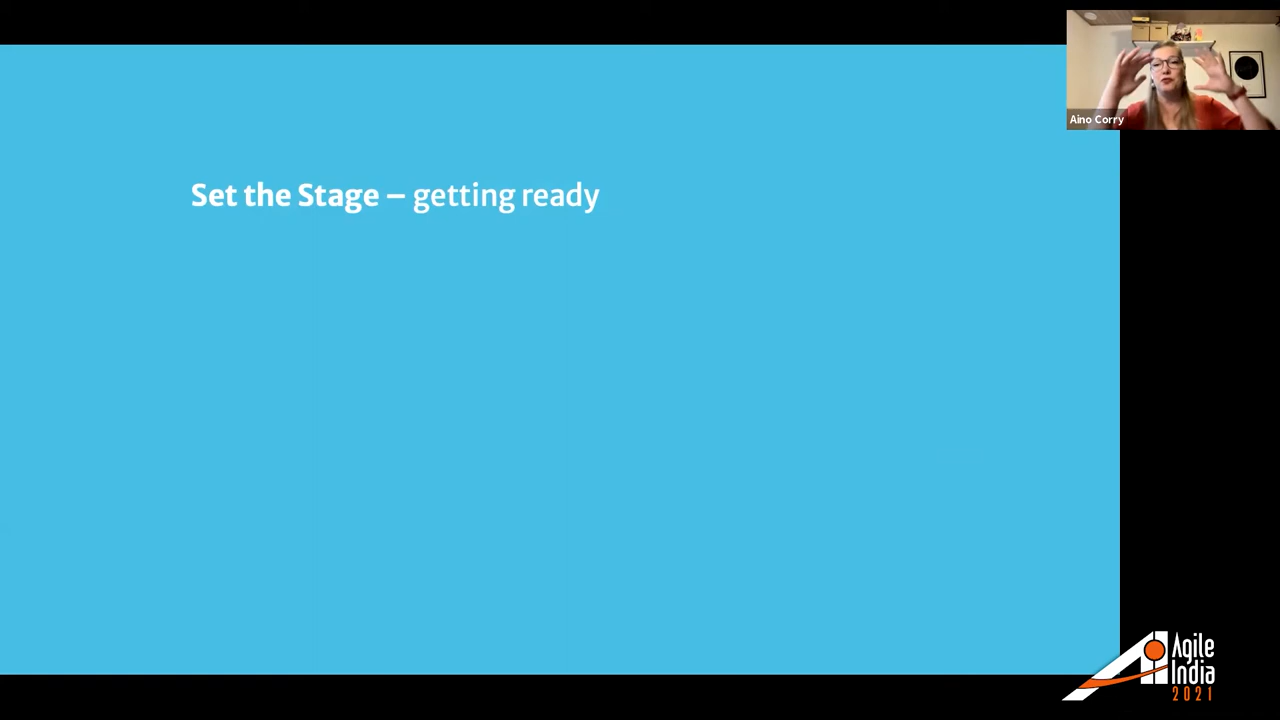 Aino Corry
Set the Stage – getting ready
Agile
India
2021